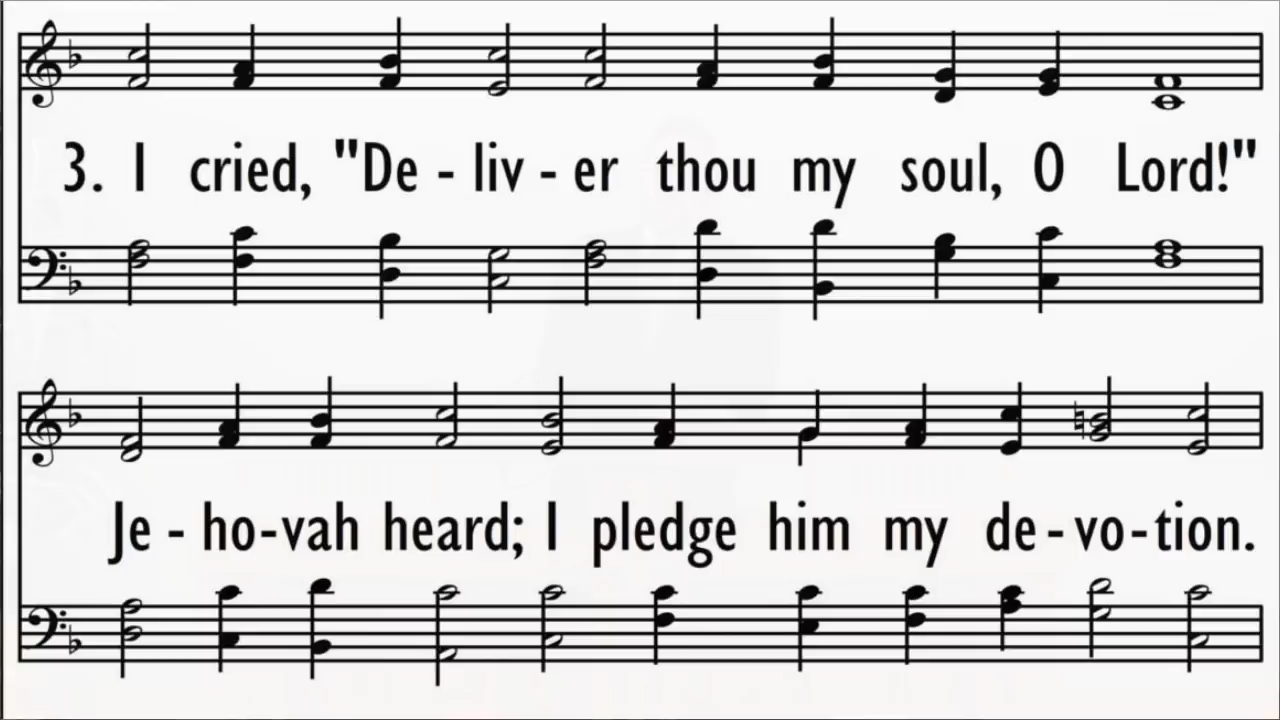 3. I cried, "De - liv - er thou my soul, O Lord!"
Je - ho-vah heard; I pledge him my de-vo-tion.